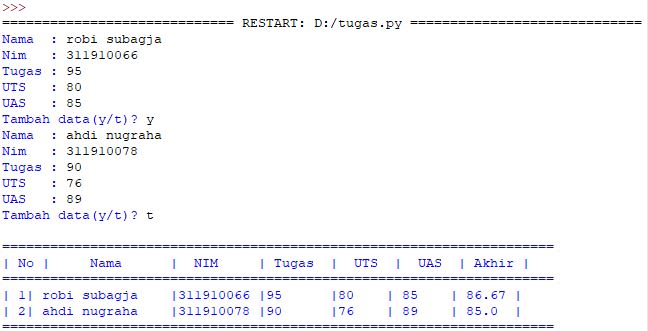 >>>
============================= RESTART: D:/tugas.py =============================
Nama  : robi subagja
Nim   : 311910066
Tugas : 95
UTS   : 80
UAS   : 85
Tambah data(y/t)? y
Nama  : ahdi nugraha
Nim   : 311910078
Tugas : 90
UTS   : 76
UAS   : 89
Tambah data(y/t)? t
=====================================================================
| No |     Nama      |  NIM     | Tugas  |  UTS  |  UAS  | Akhir |
=====================================================================
| 1| robi subagja    |311910066 |95      |80    | 85    | 86.67 |
| 2| ahdi nugraha    |311910078 |90      |76    | 89    | 85.0  |
=====================================================================